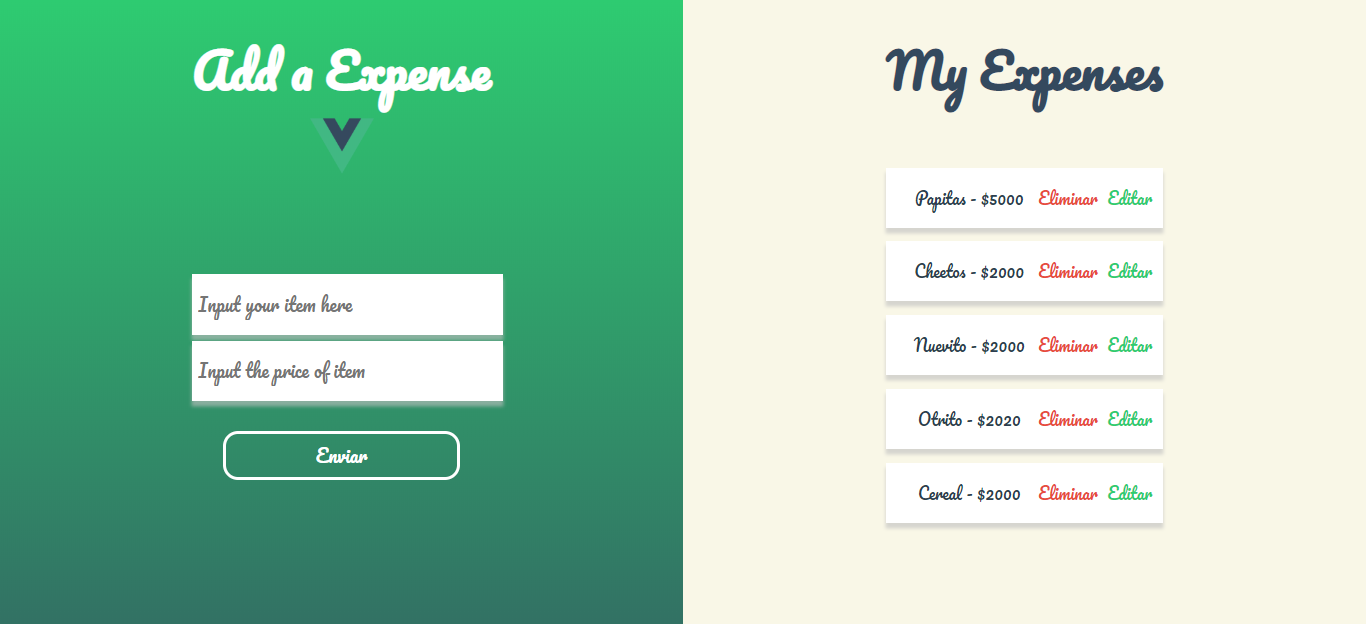 Add a Expense
Input your item here
Input the price of item
Enviar
My Expenses
Papitas - $5000 Eliminar Editar
Cheetos - $2000 Eliminar Editar
Nuevito - $2000 Eliminar Editar
Otrito - $2020 Eliminar Editar
Cereal - $2000 Eliminar Editar